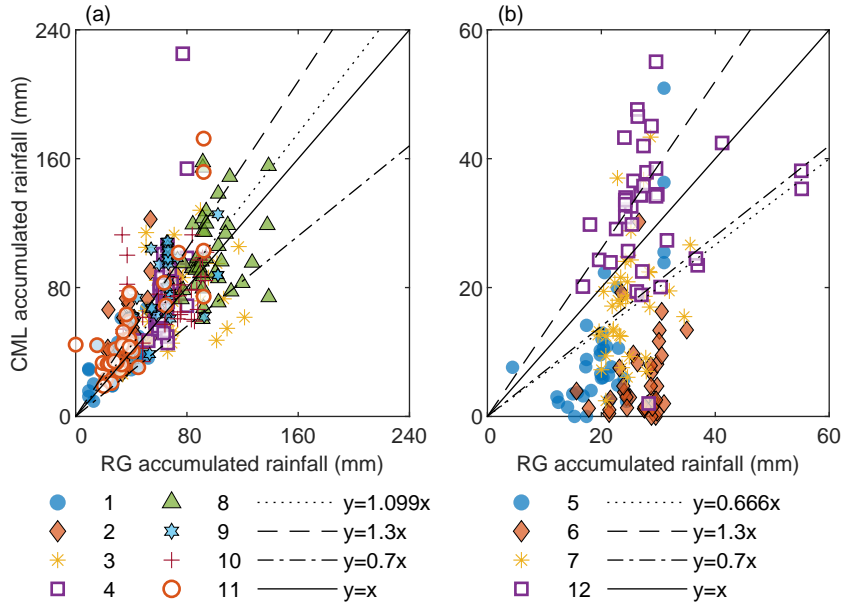 (a)
(b)
240
160
80
0
CML accumulated rainfall (mm)
0 80 160 240
RG accumulated rainfall (mm)
60
40
20
0
0 20 40 60
RG accumulated rainfall (mm)
1 8 y=1.099x
2 9 y=1.3x
3 10 y=0.7x
4 11 y=x
5 y=0.666x
6 y=1.3x
7 y=0.7x
12 y=x